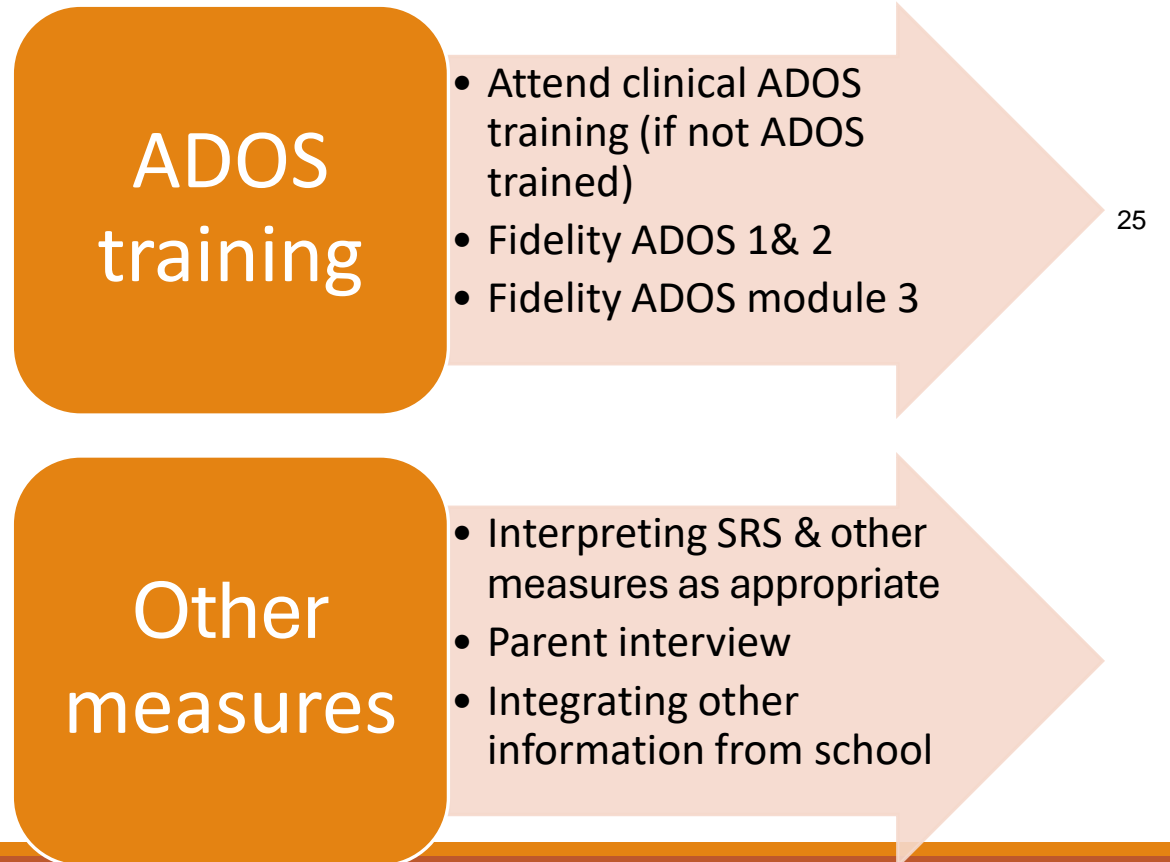 ADOS
training
• Attend clinical ADOS
training (if not ADOS
trained)
• Fidelity ADOS 1& 2
• Fidelity ADOS module 3
25
Other
measures
• Interpreting SRS & other
measures as appropriate
• Parent interview
• Integrating other
information from school